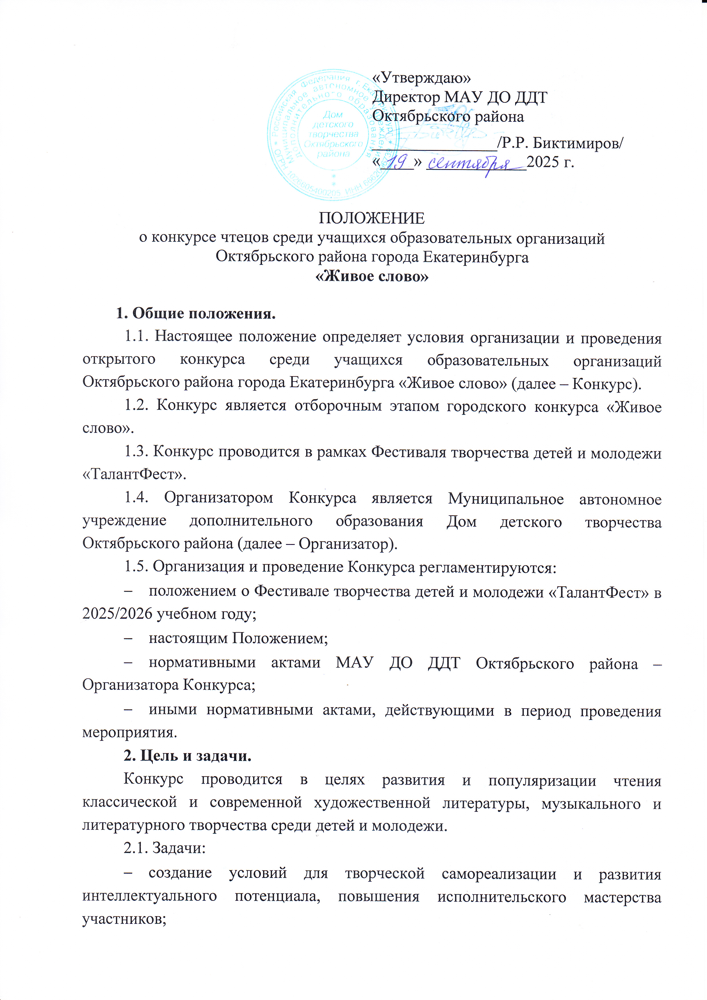 «Утверждаю»
Директор МАУ ДО ДДТ
Октябрьского района
/Р.Р. Биктимиров/
«19» сентября 2025 г.
Российская Федерация г. Екатеринбург * ОГРН 1026605400205 ИНН
Муниципальное автономное учреждение
дополнительного образования
Дом
детского
творчества
Октябрьского
района
ПОЛОЖЕНИЕ
о конкурсе чтецов среди учащихся образовательных организаций
Октябрьского района города Екатеринбурга
«Живое слово»
1. Общие положения.
1.1. Настоящее положение определяет условия организации и проведения
открытого конкурса среди учащихся образовательных организаций
Октябрьского района города Екатеринбурга «Живое слово» (далее – Конкурс).
1.2. Конкурс является отборочным этапом городского конкурса «Живое
слово».
1.3. Конкурс проводится в рамках Фестиваля творчества детей и молодежи
«ТалантФест».
1.4. Организатором Конкурса является Муниципальное автономное
учреждение дополнительного образования Дом детского творчества
Октябрьского района (далее – Организатор).
1.5. Организация и проведение Конкурса регламентируются:
– положением о Фестивале творчества детей и молодежи «ТалантФест» в
2025/2026 учебном году;
– настоящим Положением;
– нормативными актами МАУ ДО ДДТ Октябрьского района –
Организатора Конкурса;
– иными нормативными актами, действующими в период проведения
мероприятия.
2. Цель и задачи.
Конкурс проводится в целях развития и популяризации чтения
классической и современной художественной литературы, музыкального и
литературного творчества среди детей и молодежи.
2.1. Задачи:
– создание условий для творческой самореализации и развития
интеллектуального потенциала, повышения исполнительского мастерства
участников;